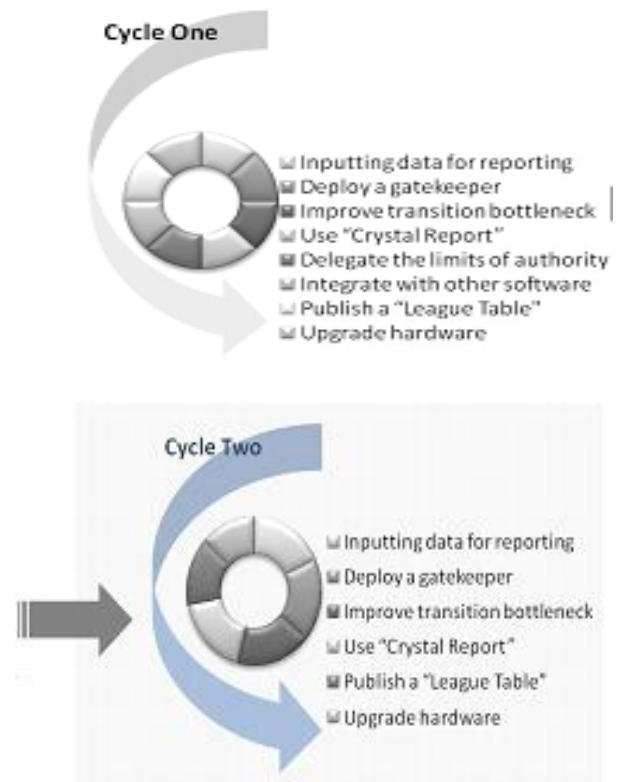 Cycle One
Inputting data for reporting
Deploy a gatekeeper
Improve transition bottleneck
Use “Crystal Report”
Delegate the limits of authority
Integrate with other software
Publish a “League Table”
Upgrade hardware
Cycle Two
Inputting data for reporting
Deploy a gatekeeper
Improve transition bottleneck
Use “Crystal Report”
Publish a “League Table”
Upgrade hardware